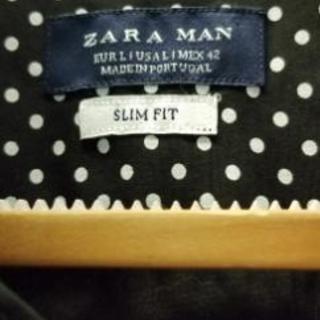 ZARA MAN
EUR L | USA L | MEX 42
MADE IN PORTUGAL
SLIM FIT